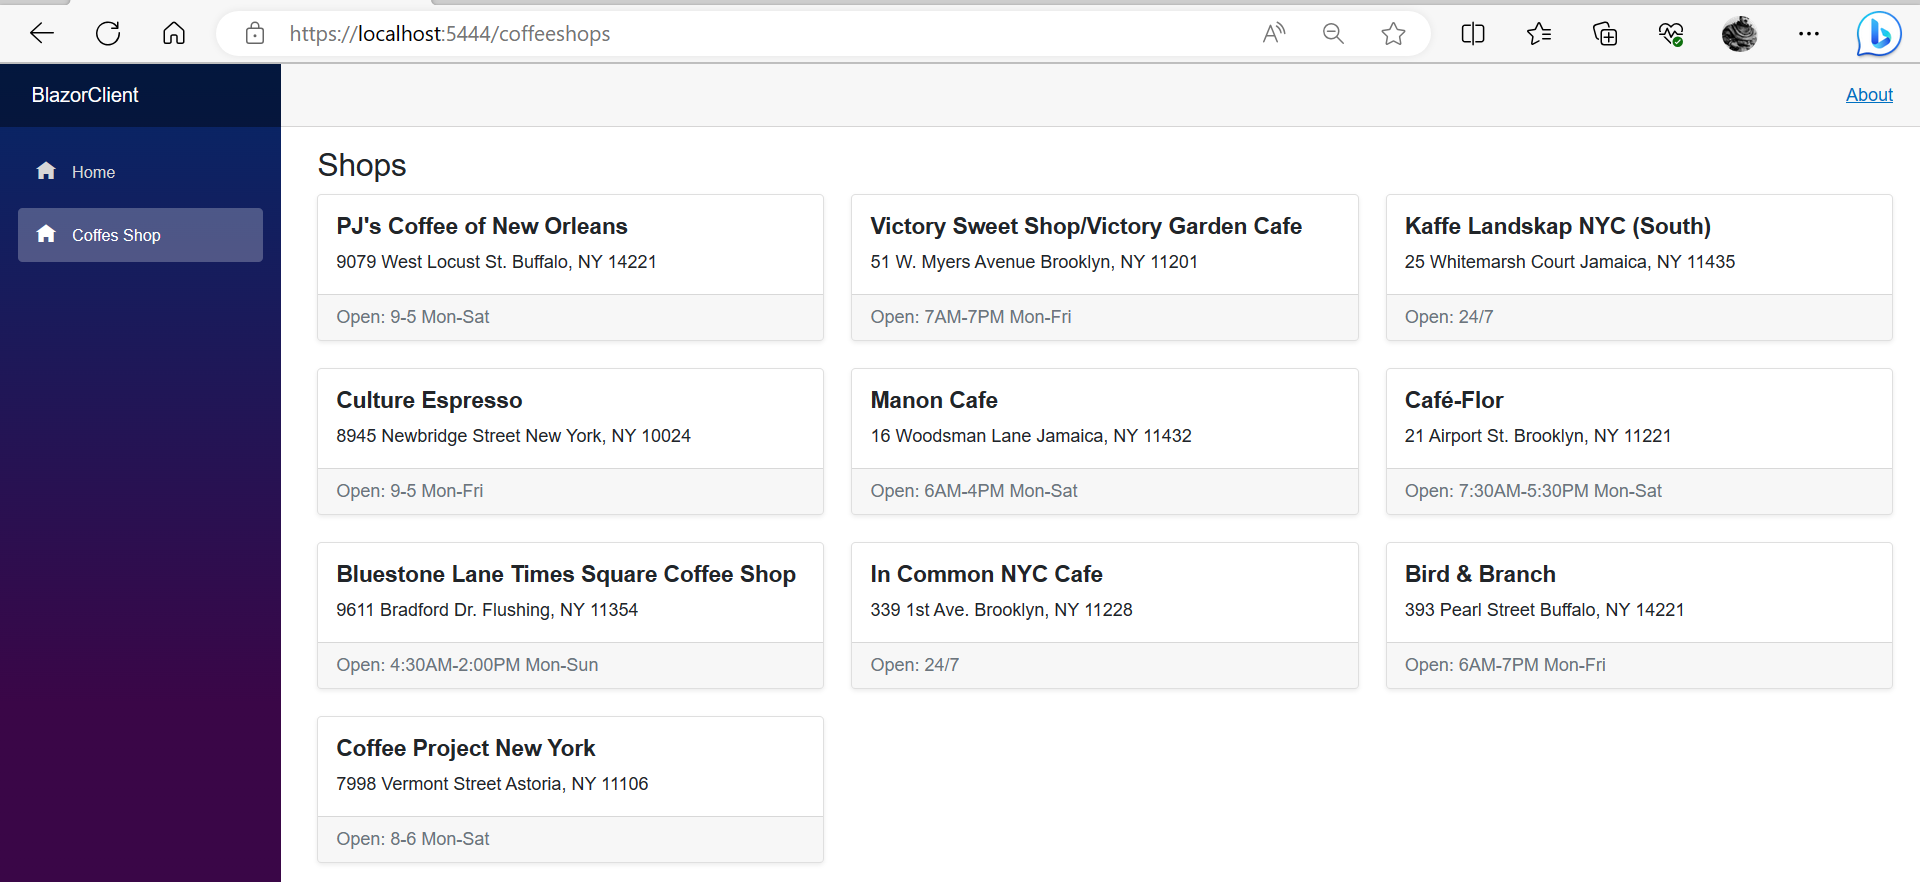 https://localhost:5444/coffeeshops
BlazorClient
About
Home
Coffes Shop
Shops
PJ's Coffee of New Orleans
9079 West Locust St. Buffalo, NY 14221
Open: 9-5 Mon-Sat
Victory Sweet Shop/Victory Garden Cafe
51 W. Myers Avenue Brooklyn, NY 11201
Open: 7AM-7PM Mon-Fri
Kaffe Landskap NYC (South)
25 Whitemarsh Court Jamaica, NY 11435
Open: 24/7
Culture Espresso
8945 Newbridge Street New York, NY 10024
Open: 9-5 Mon-Fri
Manon Cafe
16 Woodsman Lane Jamaica, NY 11432
Open: 6AM-4PM Mon-Sat
Café-Flor
21 Airport St. Brooklyn, NY 11221
Open: 7:30AM-5:30PM Mon-Sat
Bluestone Lane Times Square Coffee Shop
9611 Bradford Dr. Flushing, NY 11354
Open: 4:30AM-2:00PM Mon-Sun
In Common NYC Cafe
339 1st Ave. Brooklyn, NY 11228
Open: 24/7
Bird & Branch
393 Pearl Street Buffalo, NY 14221
Open: 6AM-7PM Mon-Fri
Coffee Project New York
7998 Vermont Street Astoria, NY 11106
Open: 8-6 Mon-Sat